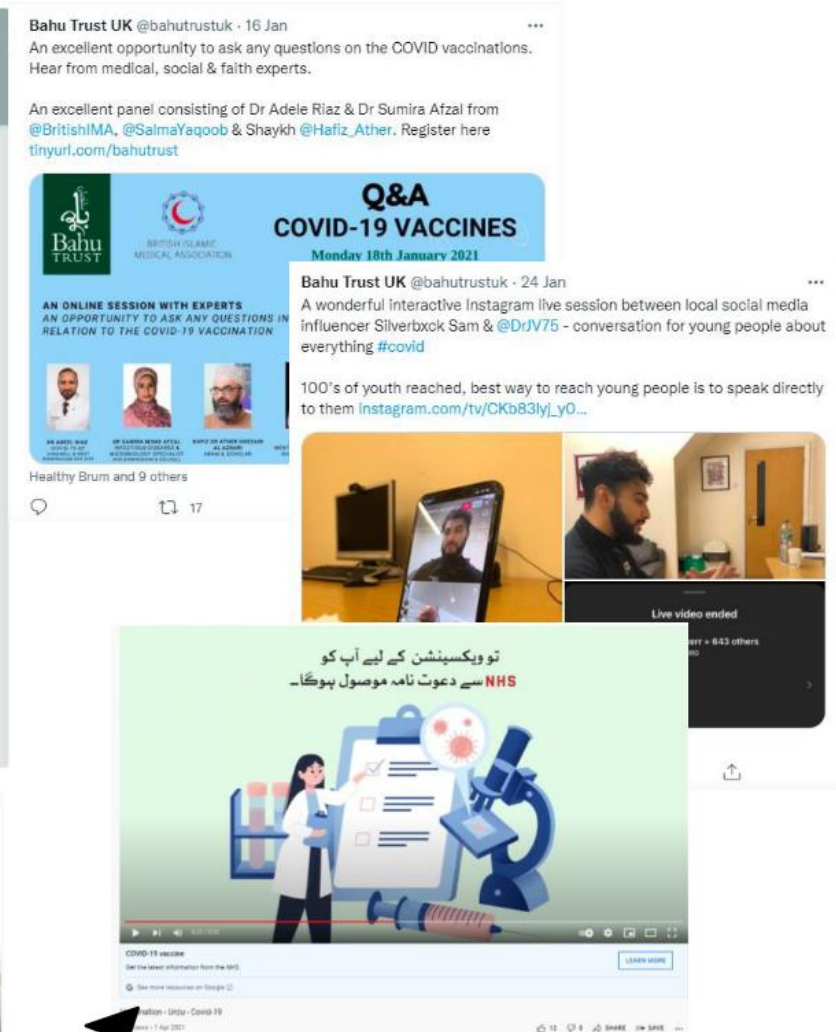 Bahu Trust UK @bahutrustuk · 16 Jan
An excellent opportunity to ask any questions on the COVID vaccinations.
Hear from medical, social & faith experts.
An excellent panel consisting of Dr Adele Riaz & Dr Sumira Afzal from
@BritishIMA, @SalmaYaqoob & Shaykh @Hafiz_Ather. Register here
tinyurl.com/bahutrust
Bahu
TRUST
BRITISH ISLAMIC
MEDICAL ASSOCIATION
Q&A
COVID-19 VACCINES
Monday 18th January 2021
AN ONLINE SESSION WITH EXPERTS
AN OPPORTUNITY TO ASK ANY QUESTIONS IN
RELATION TO THE COVID-19 VACCINATION
Healthy Brum and 9 others
17
Bahu Trust UK @bahutrustuk · 24 Jan
A wonderful interactive Instagram live session between local social media
influencer Silverbxck Sam & @DrJV75 - conversation for young people about
everything #covid
100's of youth reached, best way to reach young people is to speak directly
to them instagram.com/tv/CKb83lyj_y0...
Live video ended
+ 643 others
تو ویکسینشن کے لیے آپ کو
NHS سے دعوت نامہ موصول ہوگا۔
COVID-19 vaccine
Get the latest information from the NHS.
LEARN MORE
See more resources on Google
nation - Urdu - Covid-19
1 Apr 2021
12
SHARE
SAVE